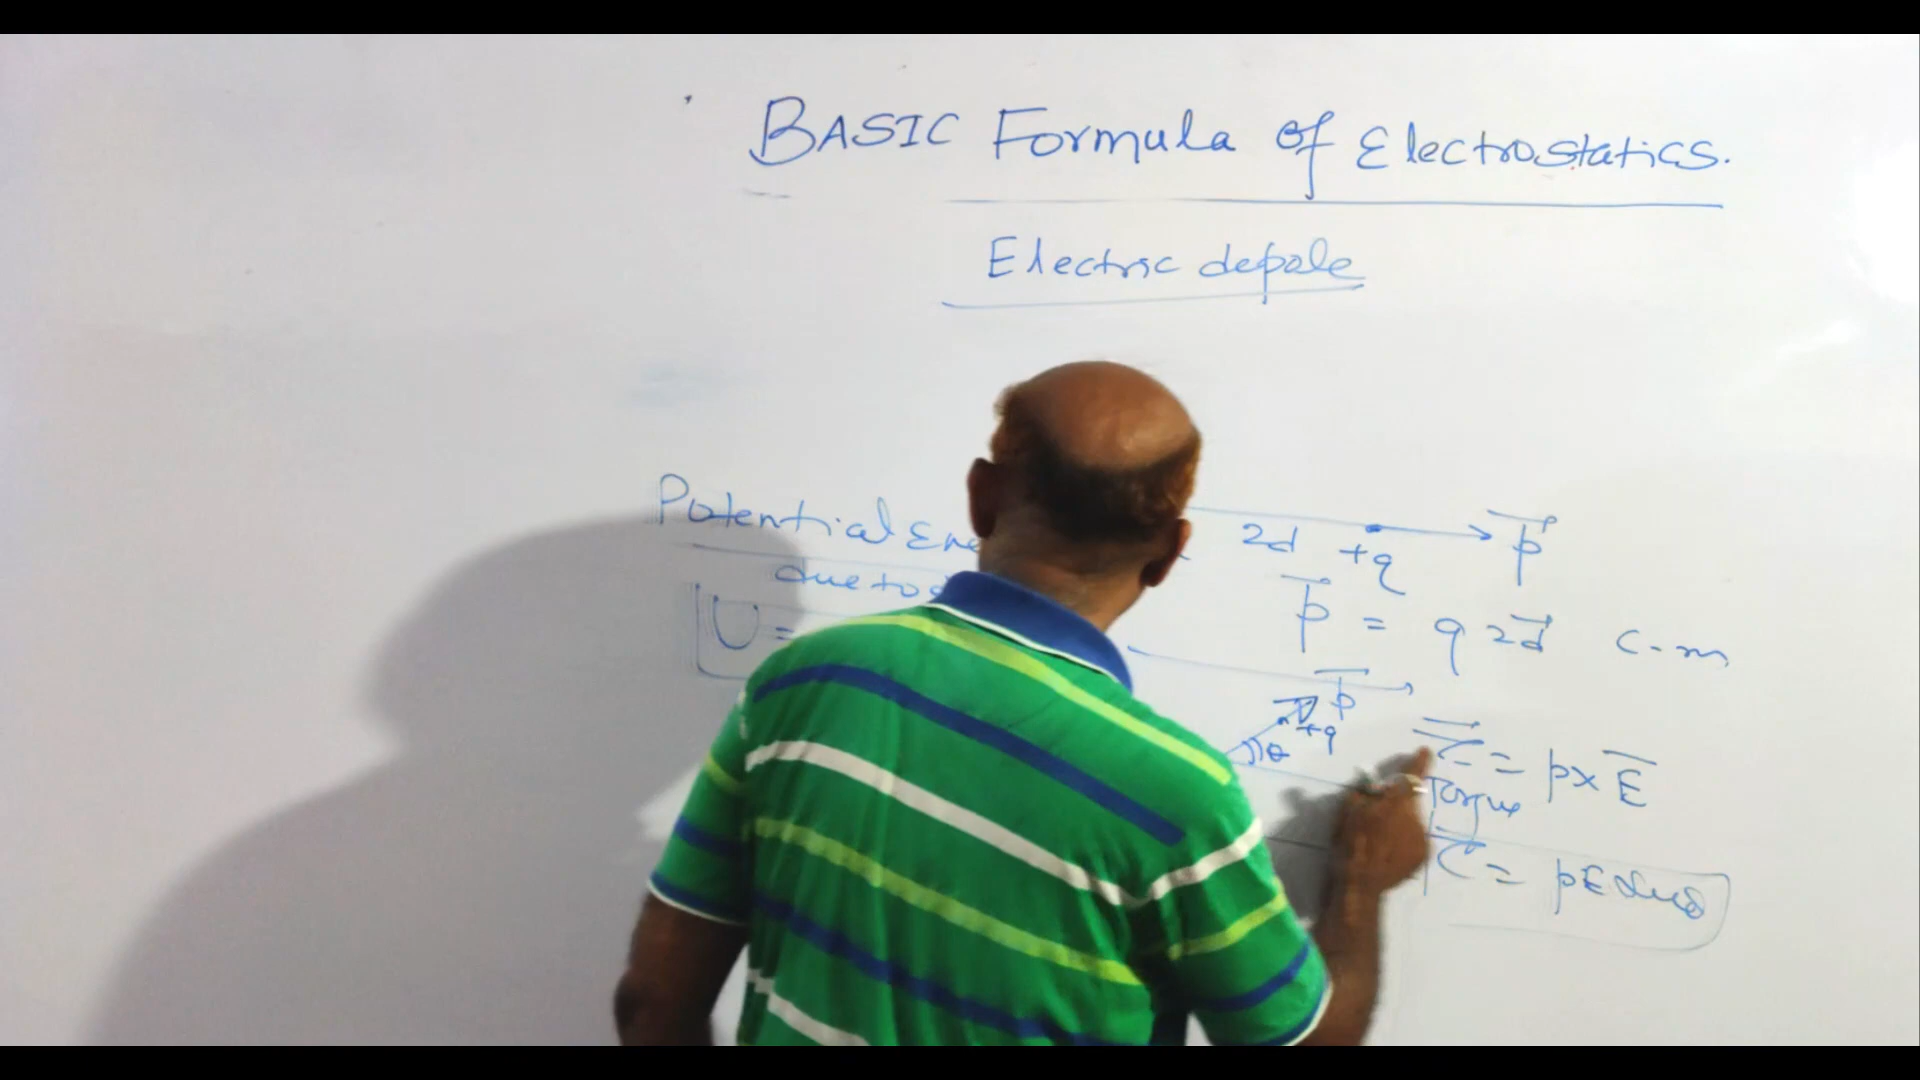 BASIC Formula of Electrostatics.
Electric depole
Potential Ene
due to
U =
2d +q p⃗
p⃗ = q 2d⃗ C-m
p⃗
+q
θ
τ⃗ = p × E⃗
Torque
τ = pE sinθ